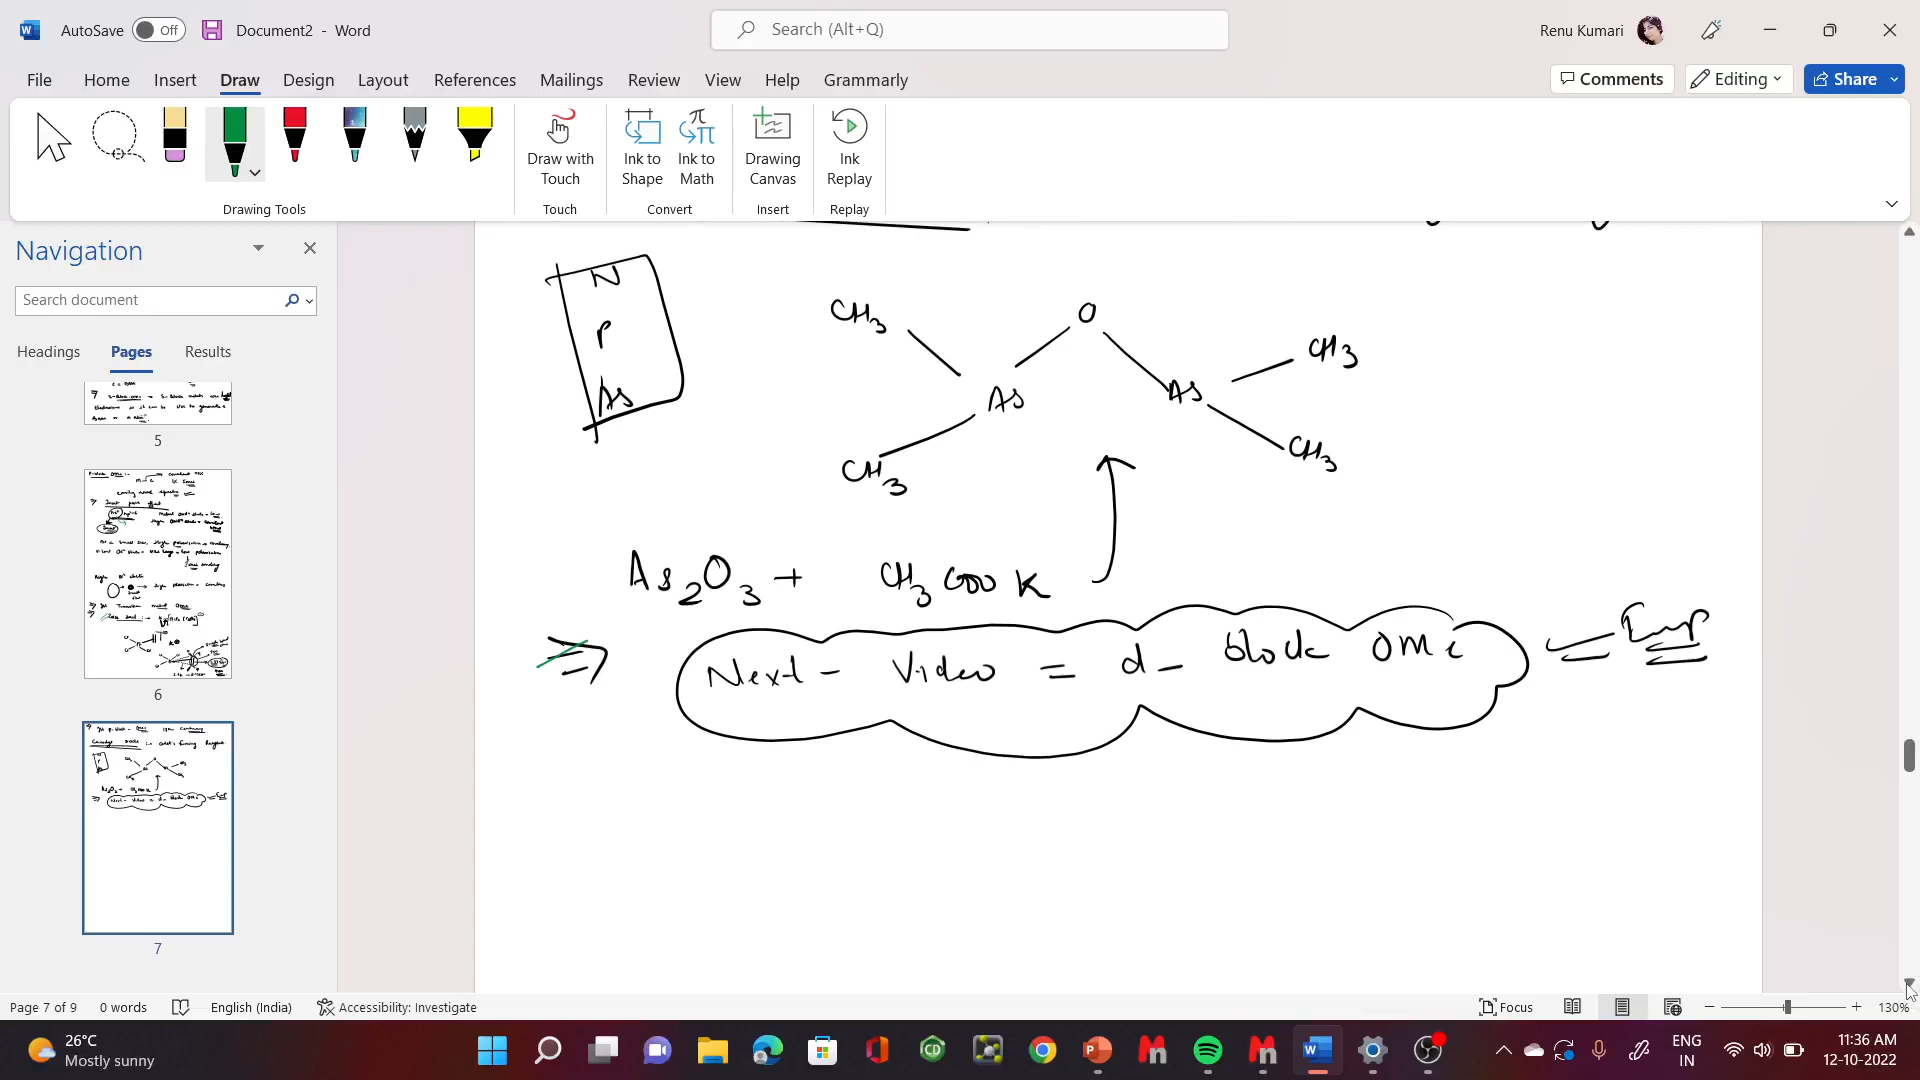 AutoSave Off Document2 - Word Search (Alt+Q) Renu Kumari
File Home Insert Draw Design Layout References Mailings Review View Help Grammarly Comments Editing Share
Draw with Touch
Ink to Shape
Ink to Math
Drawing Canvas
Ink Replay
Drawing Tools Touch Convert Insert Replay
Navigation
Search document
Headings Pages Results
5
6
7
N
P
As
CH3 O CH3
As As
CH3 CH3
As2O3 + CH3COOK
Next - Video = d - block OMC = Imp
Page 7 of 9 0 words English (India) Accessibility: Investigate Focus 130%
26°C
Mostly sunny
ENG
IN
11:36 AM
12-10-2022